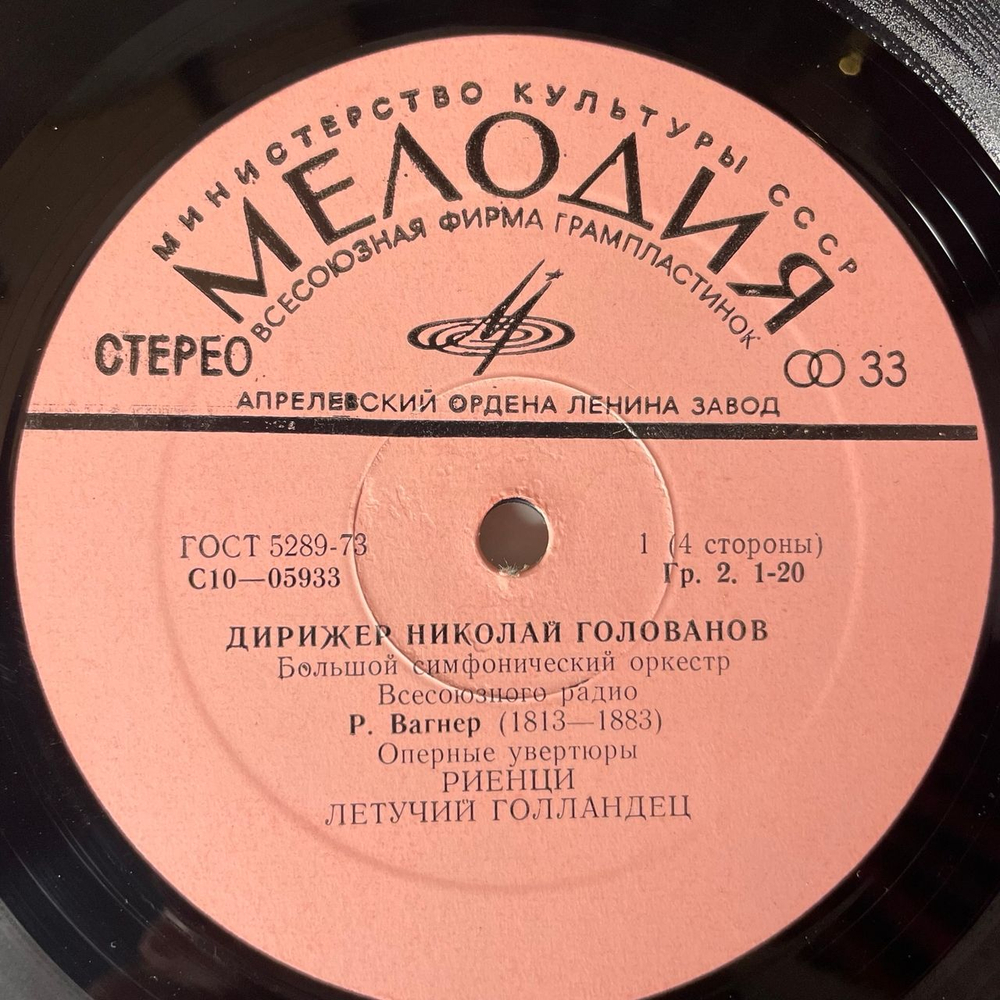 МИНИСТЕРСТВО КУЛЬТУРЫ СССР
МЕЛОДИЯ
ВСЕСОЮЗНАЯ ФИРМА ГРАМПЛАСТИНОК
СТЕРЕО
33
АПРЕЛЕВСКИЙ ОРДЕНА ЛЕНИНА ЗАВОД
ГОСТ 5289-73
1 (4 стороны)
С10—05933
Гр. 2. 1-20
ДИРИЖЕР НИКОЛАЙ ГОЛОВАНОВ
Большой симфонический оркестр
Всесоюзного радио
Р. Вагнер (1813—1883)
Оперные увертюры
РИЕНЦИ
ЛЕТУЧИЙ ГОЛЛАНДЕЦ